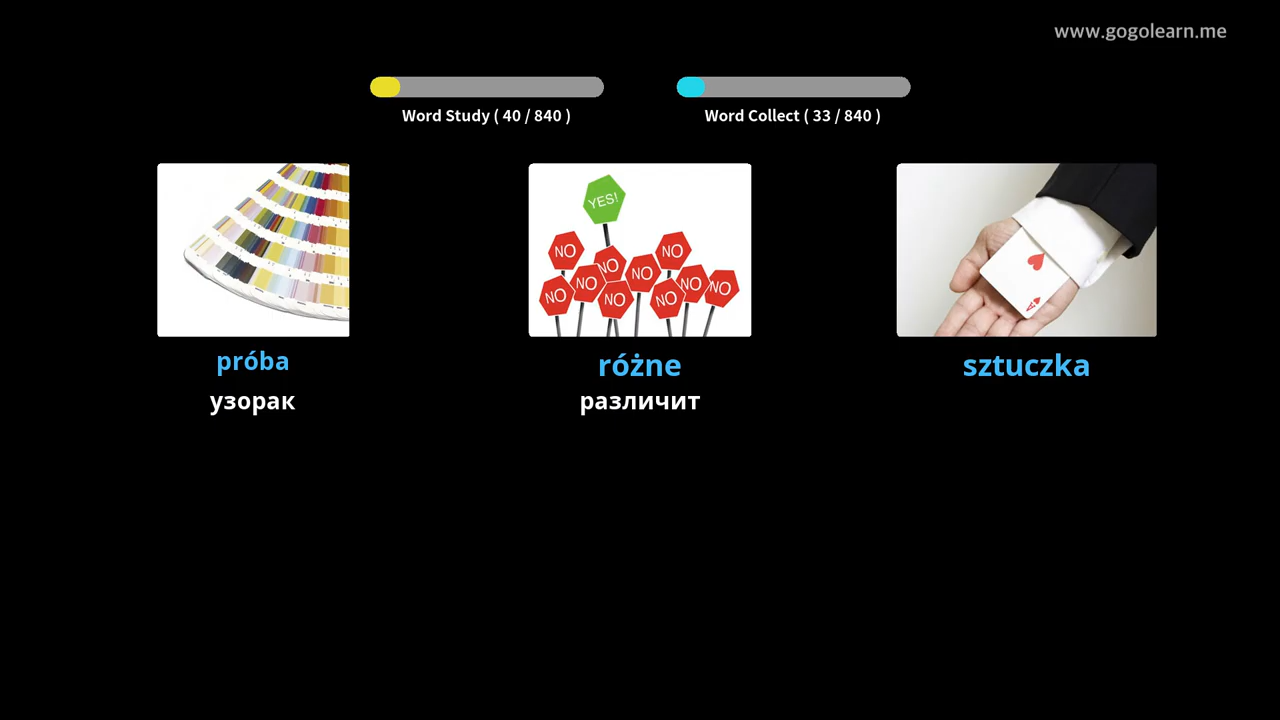 www.gogolearn.me
Word Study ( 40 / 840 )
Word Collect ( 33 / 840 )
YES!
NO
NO
NO
NO
NO
NO
NO
NO
NO
NO
A
próba
różne
sztuczka
узорак
различит